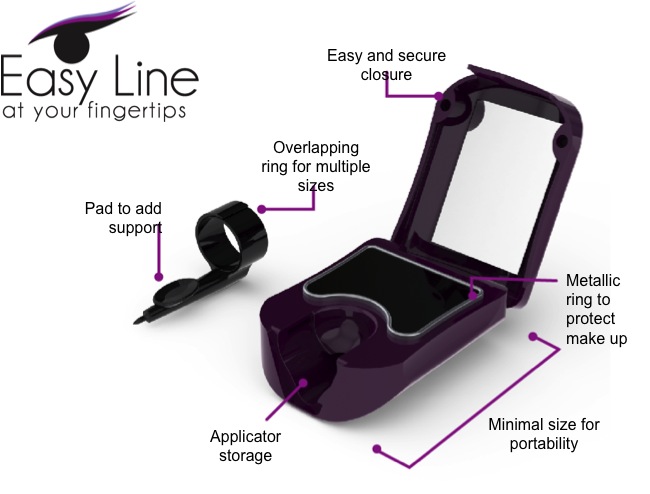 Easy Line
at your fingertips
Easy and secure
closure
Overlapping
ring for multiple
sizes
Pad to add
support
Metallic
ring to
protect
make up
Applicator
storage
Minimal size for
portability